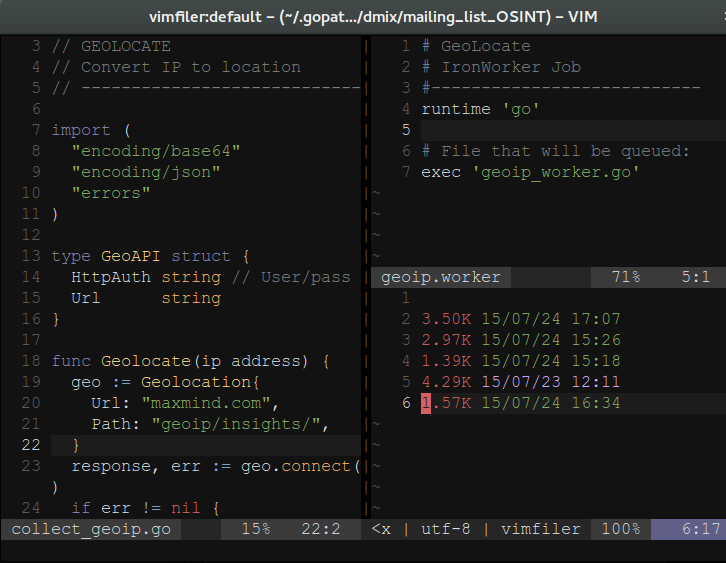 vimfiler:default – (~/.gopat.../dmix/mailing_list_OSINT) – VIM
3 // GEOLOCATE
4 // Convert IP to location
5 // ----------------------------
6
7 import (
8   "encoding/base64"
9   "encoding/json"
10   "errors"
11 )
12
13 type GeoAPI struct {
14   HttpAuth string // User/pass
15   Url      string
16 }
17
18 func Geolocate(ip address) {
19   geo := Geolocation{
20     Url: "maxmind.com",
21     Path: "geoip/insights/",
22   }
23   response, err := geo.connect(
)
24   if err != nil {
collect_geoip.go 15% 22:2
1 # GeoLocate
2 # IronWorker Job
3 #---------------------------
4 runtime 'go'
5
6 # File that will be queued:
7 exec 'geoip_worker.go'
~
~
~
~
geoip.worker 71% 5:1
1
2 3.50K 15/07/24 17:07
3 2.97K 15/07/24 15:26
4 1.39K 15/07/24 15:18
5 4.29K 15/07/23 12:11
6 1.57K 15/07/24 16:34
~
~
~
~
~
<x | utf-8 | vimfiler 100% 6:17